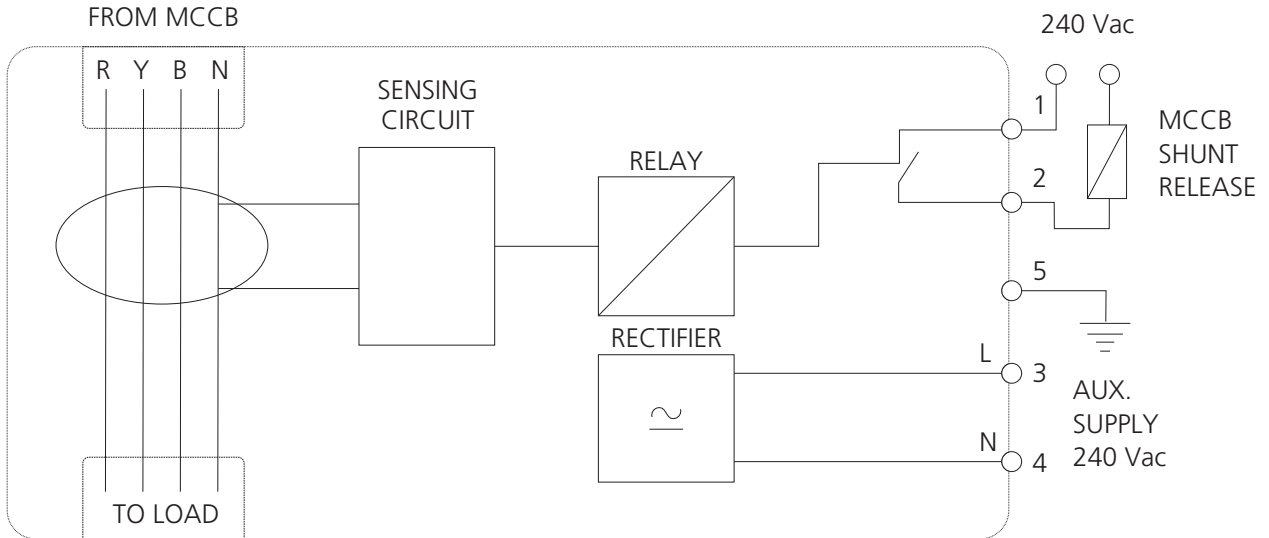 FROM MCCB
R Y B N
SENSING
CIRCUIT
RELAY
RECTIFIER
TO LOAD
240 Vac
1
2
MCCB
SHUNT
RELEASE
5
L 3
N 4
AUX.
SUPPLY
240 Vac